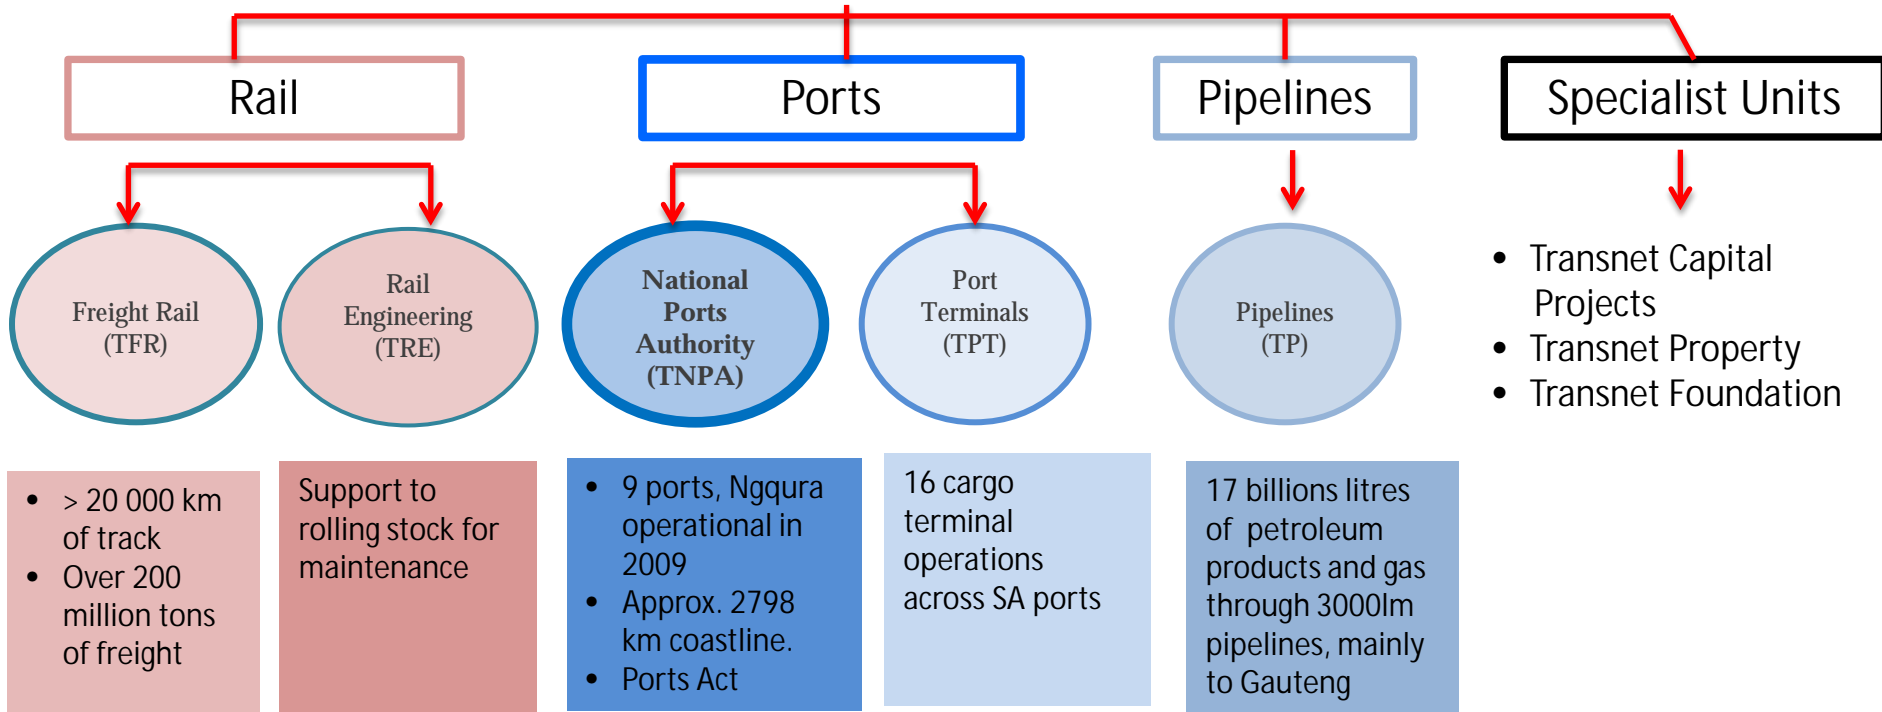 Rail
Ports
Pipelines
Specialist Units
Freight Rail
(TFR)
Rail
Engineering
(TRE)
National
Ports
Authority
(TNPA)
Port
Terminals
(TPT)
Pipelines
(TP)
• Transnet Capital
Projects
• Transnet Property
• Transnet Foundation
• > 20 000 km
of track
• Over 200
million tons
of freight
Support to
rolling stock for
maintenance
• 9 ports, Ngqura
operational in
2009
• Approx. 2798
km coastline.
• Ports Act
16 cargo
terminal
operations
across SA ports
17 billions litres
of petroleum
products and gas
through 3000lm
pipelines, mainly
to Gauteng